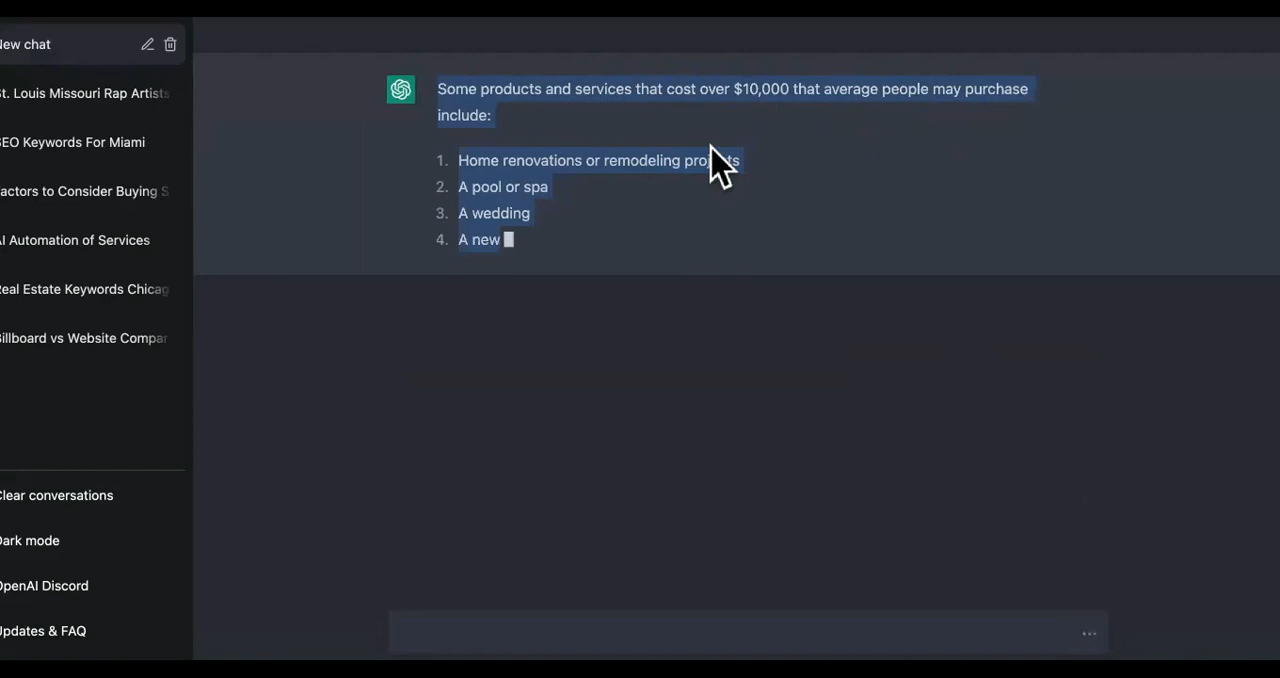 New chat
St. Louis Missouri Rap Artists
SEO Keywords For Miami
actors to Consider Buying S
AI Automation of Services
Real Estate Keywords Chicag
Billboard vs Website Compar
Clear conversations
Dark mode
OpenAI Discord
Updates & FAQ
Some products and services that cost over $10,000 that average people may purchase
include:
1. Home renovations or remodeling projects
2. A pool or spa
3. A wedding
4. A new